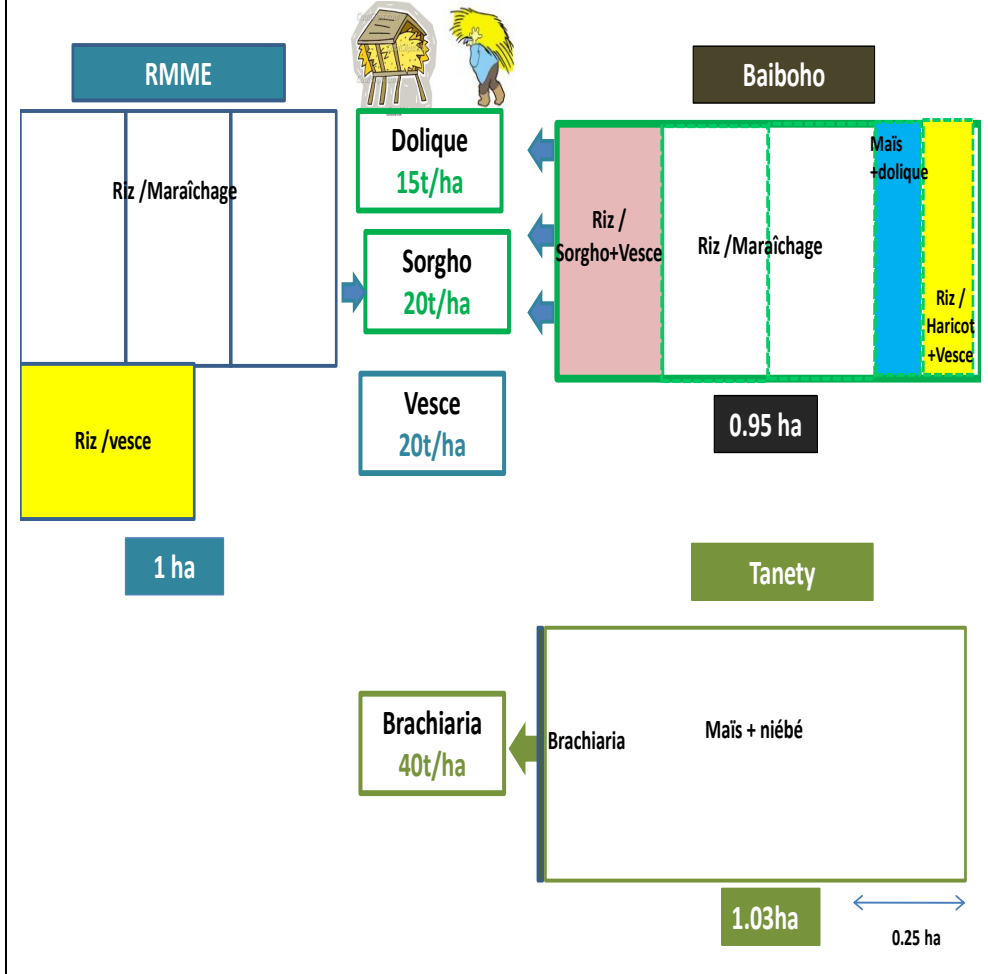 RMME
Baiboho
Riz /Maraîchage
Riz /vesce
1 ha
Dolique
15t/ha
Sorgho
20t/ha
Vesce
20t/ha
Riz /
Sorgho+Vesce
Riz /Maraîchage
Maïs
+dolique
Riz /
Haricot
+Vesce
0.95 ha
Tanety
Brachiaria
40t/ha
Brachiaria
Maïs + niébé
1.03ha
0.25 ha